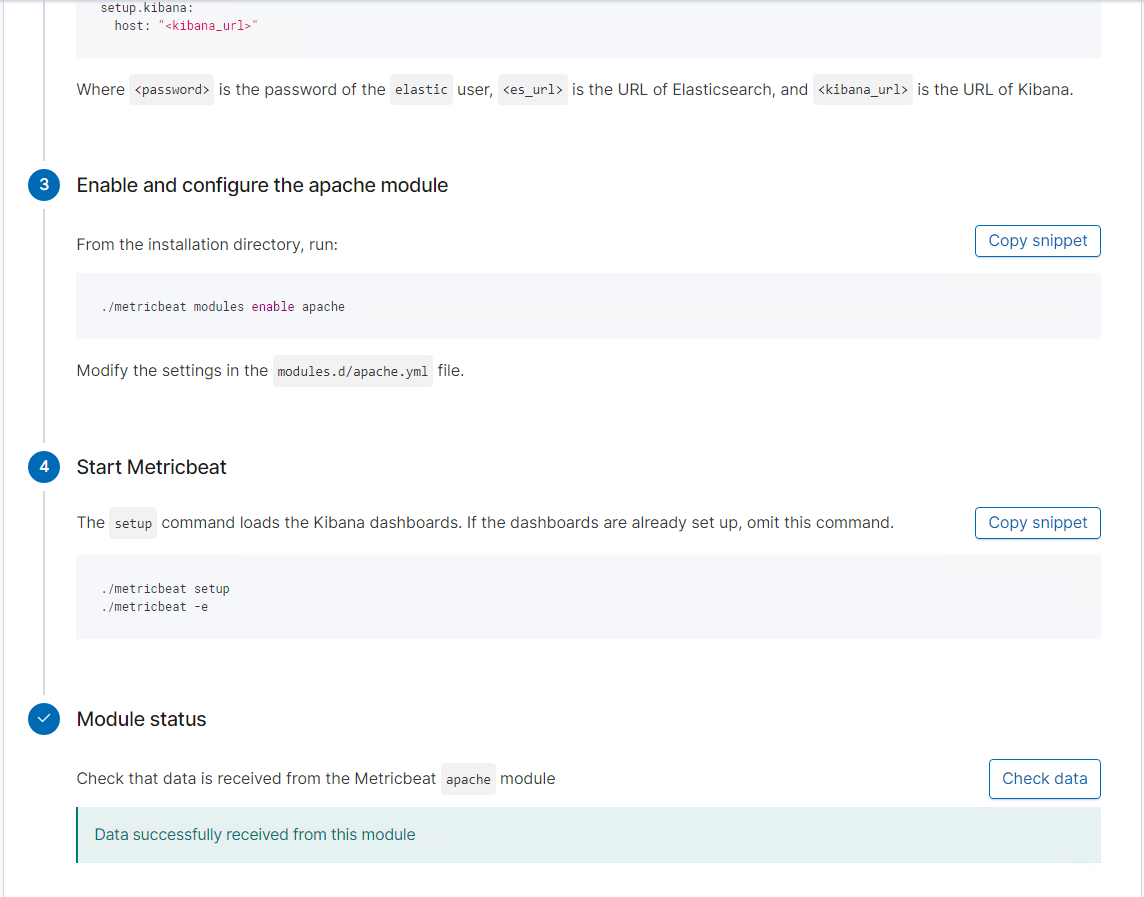 setup.kibana:
  host: "<kibana_url>"
Where <password> is the password of the elastic user, <es_url> is the URL of Elasticsearch, and <kibana_url> is the URL of Kibana.
3 Enable and configure the apache module
From the installation directory, run:
Copy snippet
./metricbeat modules enable apache
Modify the settings in the modules.d/apache.yml file.
4 Start Metricbeat
The setup command loads the Kibana dashboards. If the dashboards are already set up, omit this command.
Copy snippet
./metricbeat setup
./metricbeat -e
Module status
Check that data is received from the Metricbeat apache module
Check data
Data successfully received from this module